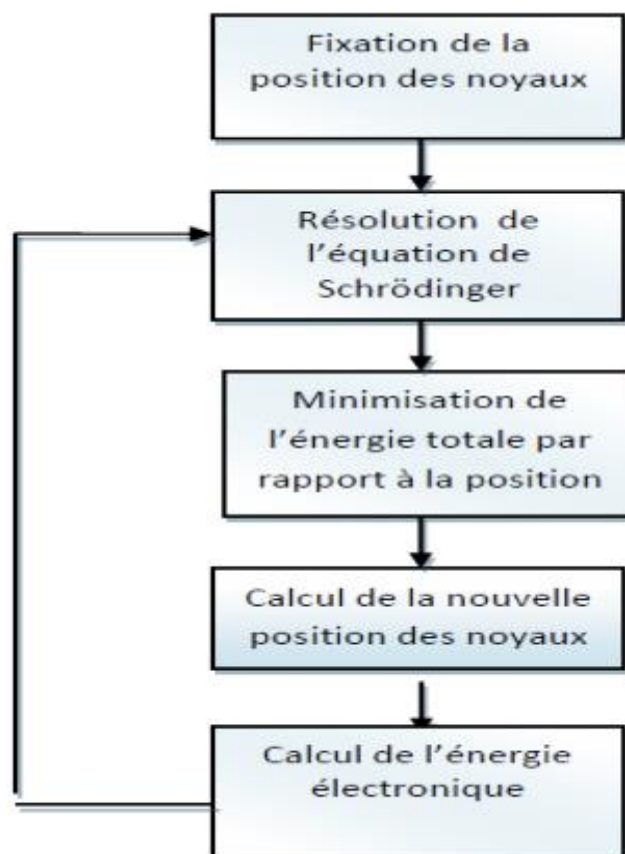 Fixation de la
position des noyaux
Résolution de
l'équation de
Schrödinger
Minimisation de
l'énergie totale par
rapport à la position
Calcul de la nouvelle
position des noyaux
Calcul de l'énergie
électronique